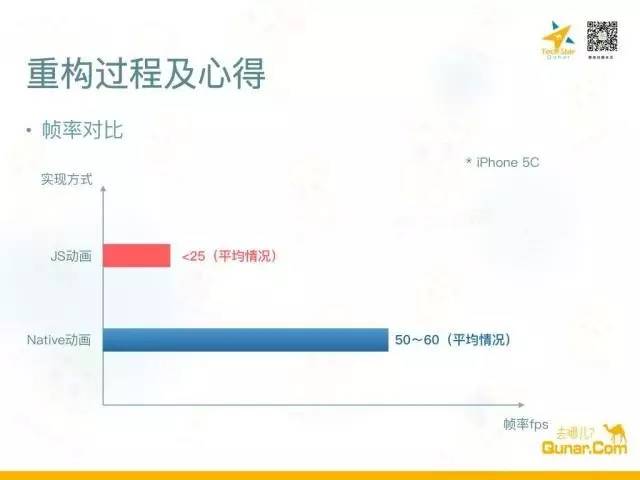 Tech Star
Qunar
重构过程及心得
• 帧率对比
* iPhone 5C
实现方式
JS动画
<25（平均情况）
Native动画
50～60（平均情况）
帧率fps
去哪儿?
Qunar.Com